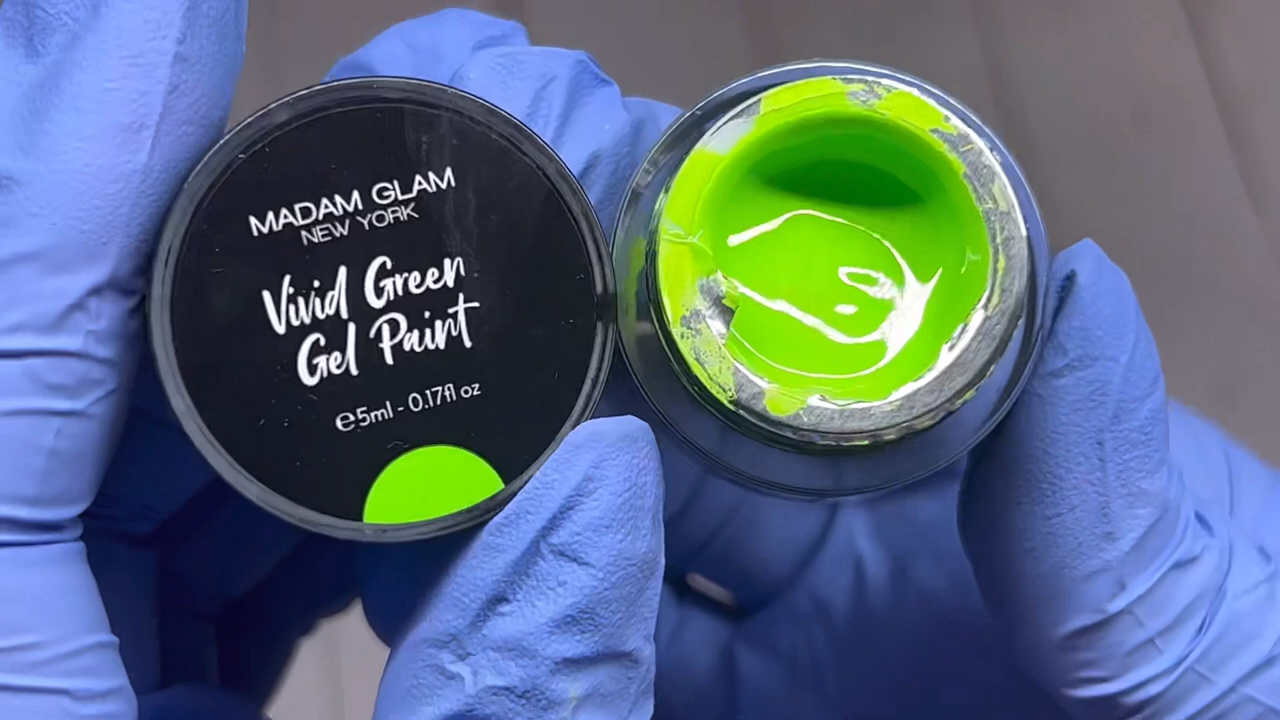 MADAM GLAM
NEW YORK
Vivid Green
Gel Paint
℮5ml - 0.17fl oz